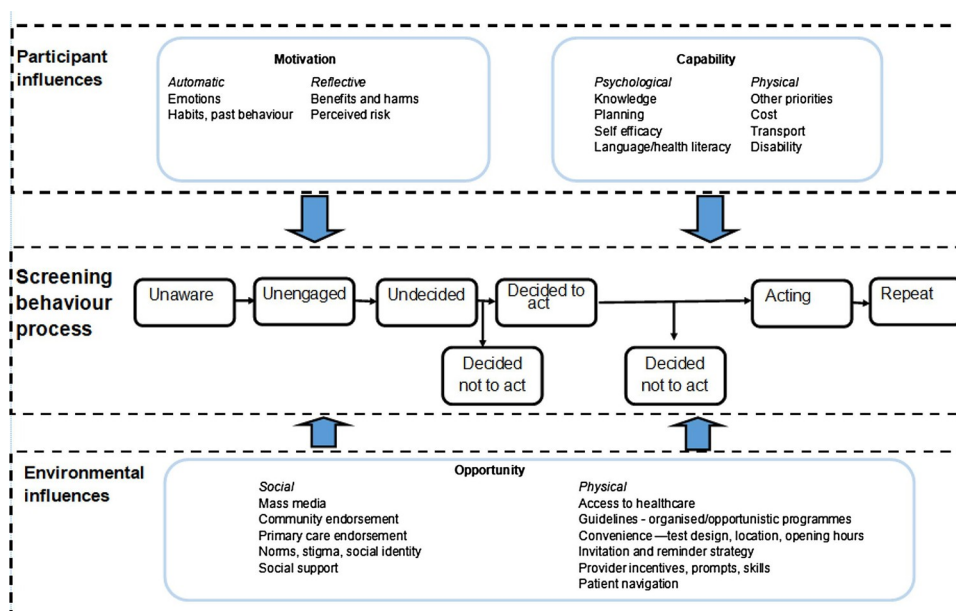 Participant
influences
Motivation
Automatic
Emotions
Habits, past behaviour
Reflective
Benefits and harms
Perceived risk
Capability
Psychological
Knowledge
Planning
Self efficacy
Language/health literacy
Physical
Other priorities
Cost
Transport
Disability
Screening
behaviour
process
Unaware
Unengaged
Undecided
Decided to
act
Acting
Repeat
Decided
not to act
Decided
not to act
Environmental
influences
Opportunity
Social
Mass media
Community endorsement
Primary care endorsement
Norms, stigma, social identity
Social support
Physical
Access to healthcare
Guidelines - organised/opportunistic programmes
Convenience—test design, location, opening hours
Invitation and reminder strategy
Provider incentives, prompts, skills
Patient navigation